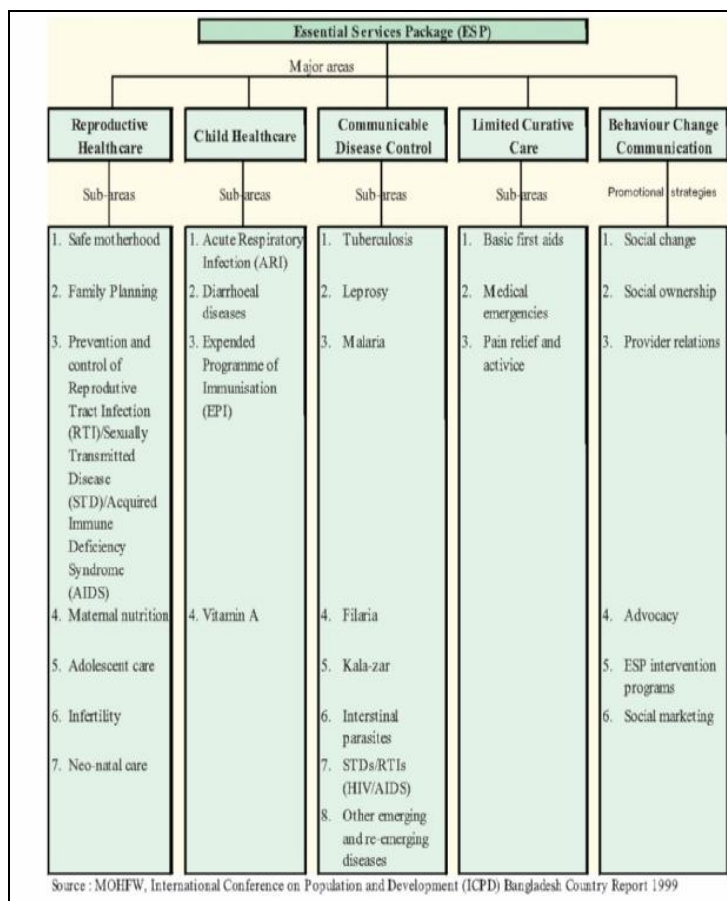 Essential Services Package (ESP)
Major areas
Reproductive
Healthcare
Child Healthcare
Communicable
Disease Control
Limited Curative
Care
Behaviour Change
Communication
Sub-areas
Sub-areas
Sub-areas
Sub-areas
Promotional strategies
1. Safe motherhood
2. Family Planning
3. Prevention and
control of
Reprodutive
Tract Infection
(RTI)/Sexually
Transmitted
Disease
(STD)/Acquired
Immune
Deficiency
Syndrome
(AIDS)
4. Maternal nutrition
5. Adolescent care
6. Infertility
7. Neo-natal care
1. Acute Respiratory
Infection (ARI)
2. Diarrhoeal
diseases
3. Expended
Programme of
Immunisation
(EPI)
4. Vitamin A
1. Tuberculosis
2. Leprosy
3. Malaria
4. Filaria
5. Kala-zar
6. Interstinal
parasites
7. STDs/RTIs
(HIV/AIDS)
8. Other emerging
and re-emerging
diseases
1. Basic first aids
2. Medical
emergencies
3. Pain relief and
activice
1. Social change
2. Social ownership
3. Provider relations
4. Advocacy
5. ESP intervention
programs
6. Social marketing
Source : MOHFW, International Conference on Population and Development (ICPD) Bangladesh Country Report 1999